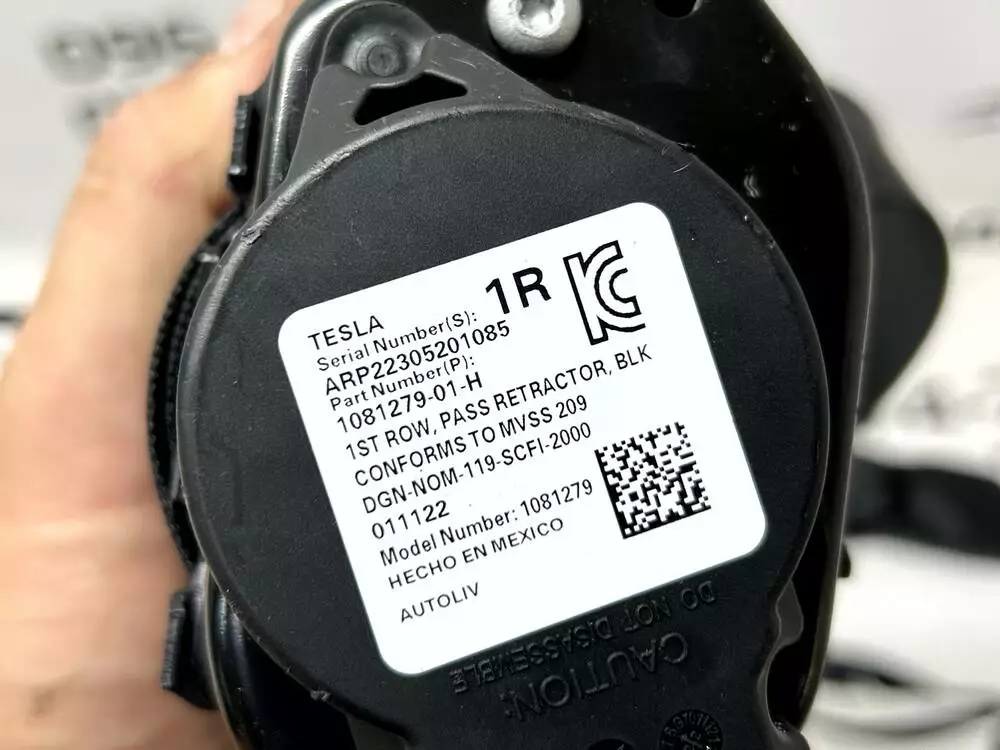 TESLA
1R
Serial Number(S):
ARP22305201085
Part Number(P):
1081279-01-H
1ST ROW, PASS RETRACTOR, BLK
CONFORMS TO MVSS 209
DGN-NOM-119-SCFI-2000
011122
Model Number: 1081279
HECHO EN MEXICO
AUTOLIV
CAUTION:
DO NOT DISASSEMBLE